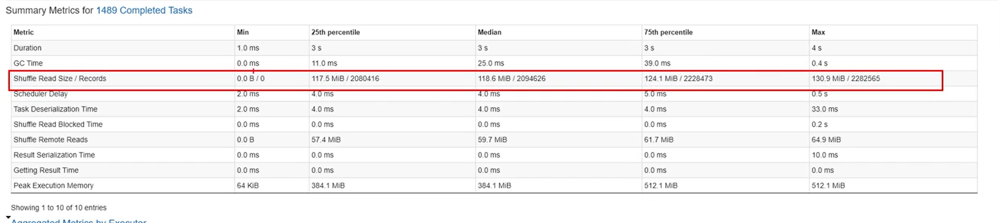 Summary Metrics for 1489 Completed Tasks
Metric Min 25th percentile Median 75th percentile Max
Duration 1.0 ms 3 s 3 s 3 s 4 s
GC Time 0.0 ms 11.0 ms 25.0 ms 39.0 ms 0.4 s
Shuffle Read Size / Records 0.0 B / 0 117.5 MiB / 2080416 118.6 MiB / 2094626 124.1 MiB / 2228473 130.9 MiB / 2282565
Scheduler Delay 2.0 ms 4.0 ms 4.0 ms 5.0 ms 0.5 s
Task Deserialization Time 2.0 ms 4.0 ms 4.0 ms 4.0 ms 33.0 ms
Shuffle Read Blocked Time 0.0 ms 0.0 ms 0.0 ms 0.0 ms 0.2 s
Shuffle Remote Reads 0.0 B 57.4 MiB 59.7 MiB 61.7 MiB 64.9 MiB
Result Serialization Time 0.0 ms 0.0 ms 0.0 ms 0.0 ms 10.0 ms
Getting Result Time 0.0 ms 0.0 ms 0.0 ms 0.0 ms 0.0 ms
Peak Execution Memory 64 KiB 384.1 MiB 384.1 MiB 512.1 MiB 512.1 MiB
Showing 1 to 10 of 10 entries
Aggregated Metrics by Executor